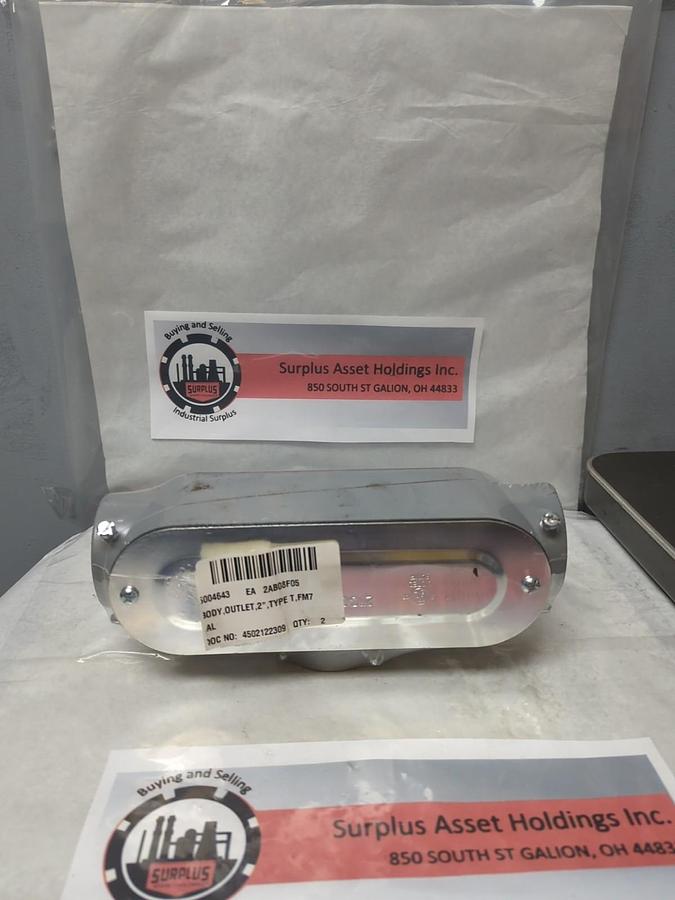 Buying and Selling
SURPLUS
Industrial Surplus
Surplus Asset Holdings Inc.
850 SOUTH ST GALION, OH 44833
5004643 EA 2AB08F05
BODY,OUTLET,2",TYPE T,FM7
AL
DOC NO: 4502122309 QTY: 2
Buying and Selling
SURPLUS
Surplus Asset Holdings Inc.
850 SOUTH ST GALION, OH 4483